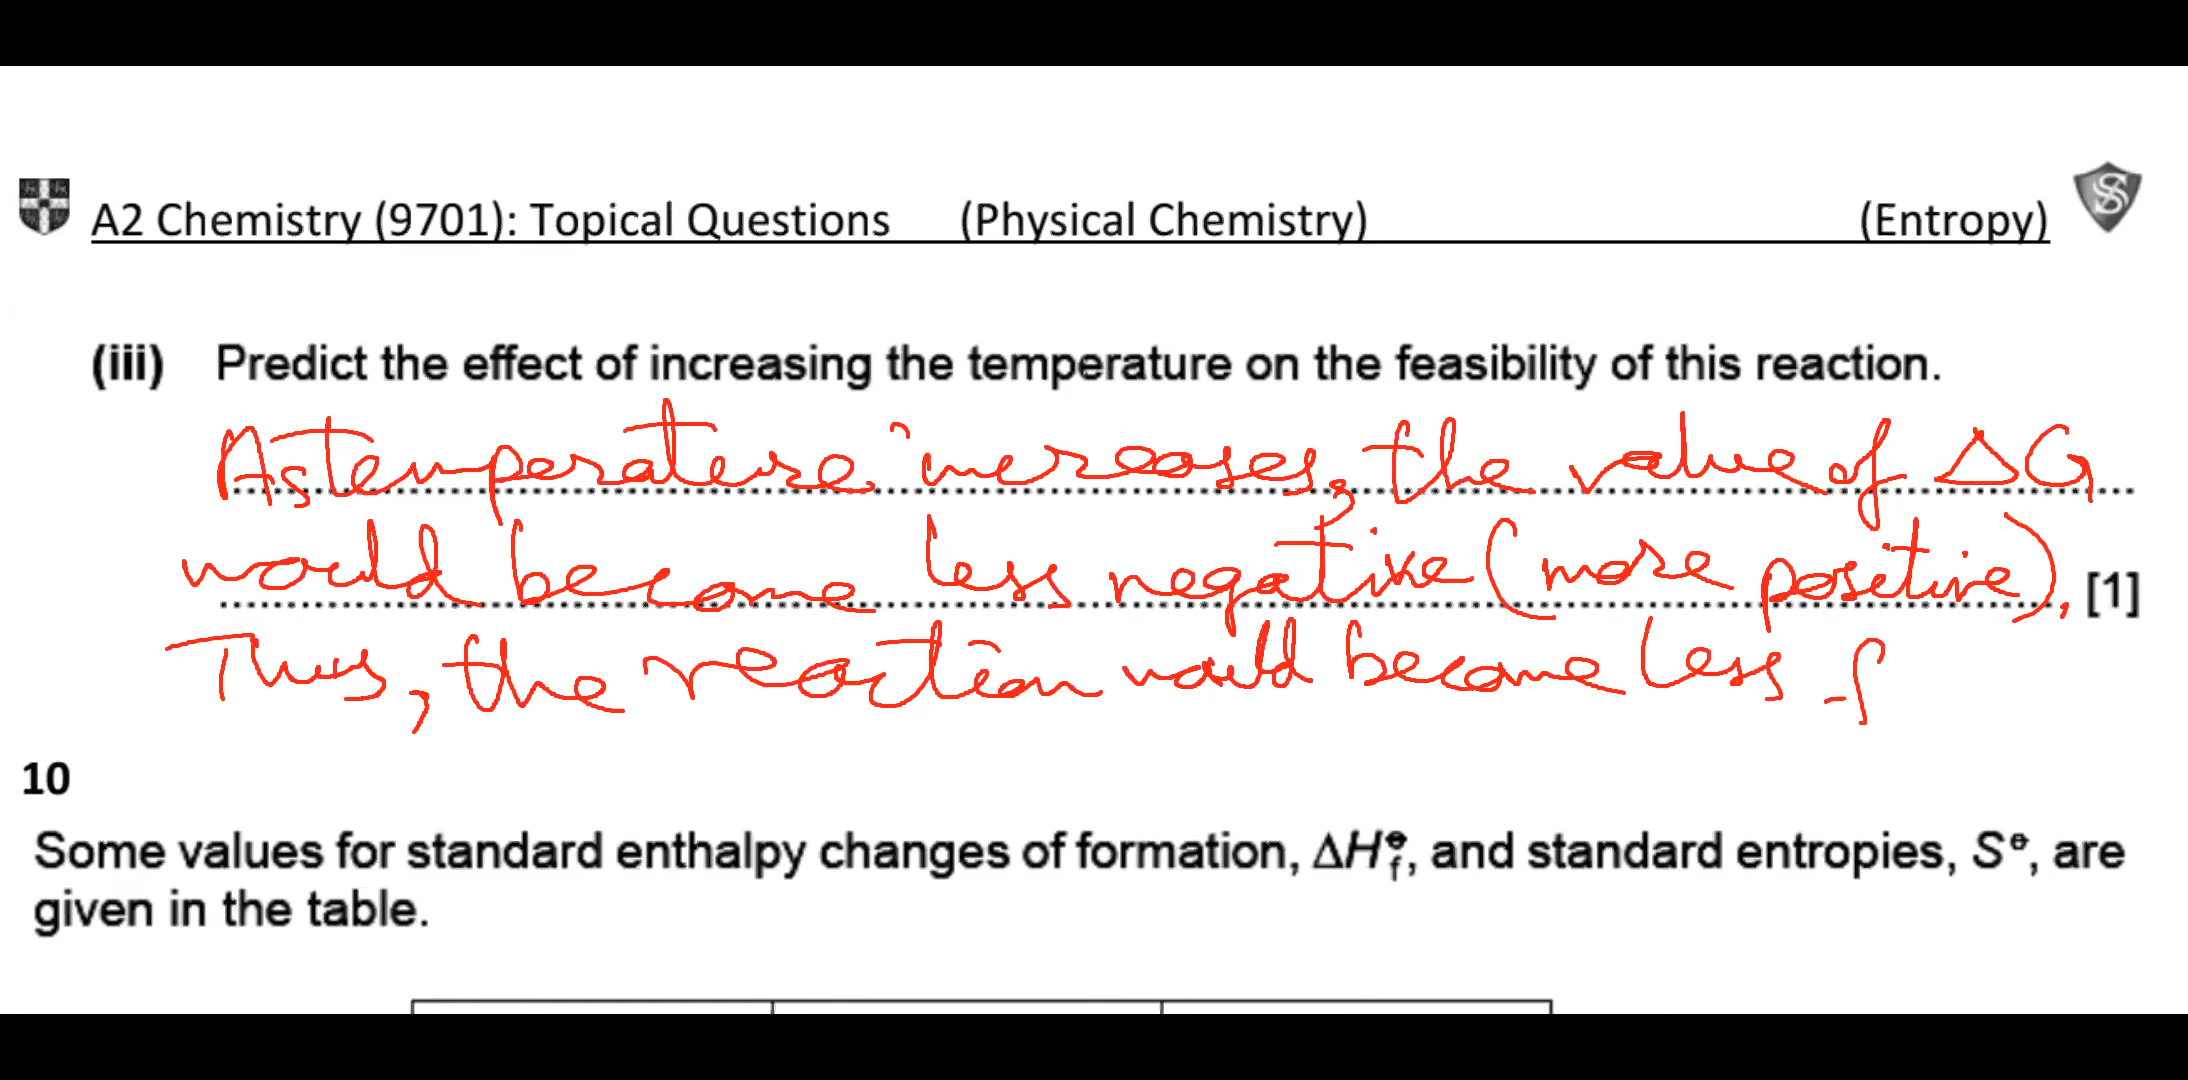 A2 Chemistry (9701): Topical Questions (Physical Chemistry) (Entropy)
(iii) Predict the effect of increasing the temperature on the feasibility of this reaction.
As temperature increases, the value of ΔG
would become less negative (more positive). [1]
Thus, the reaction would become less f
10
Some values for standard enthalpy changes of formation, ΔH⦵f, and standard entropies, S⦵, are
given in the table.